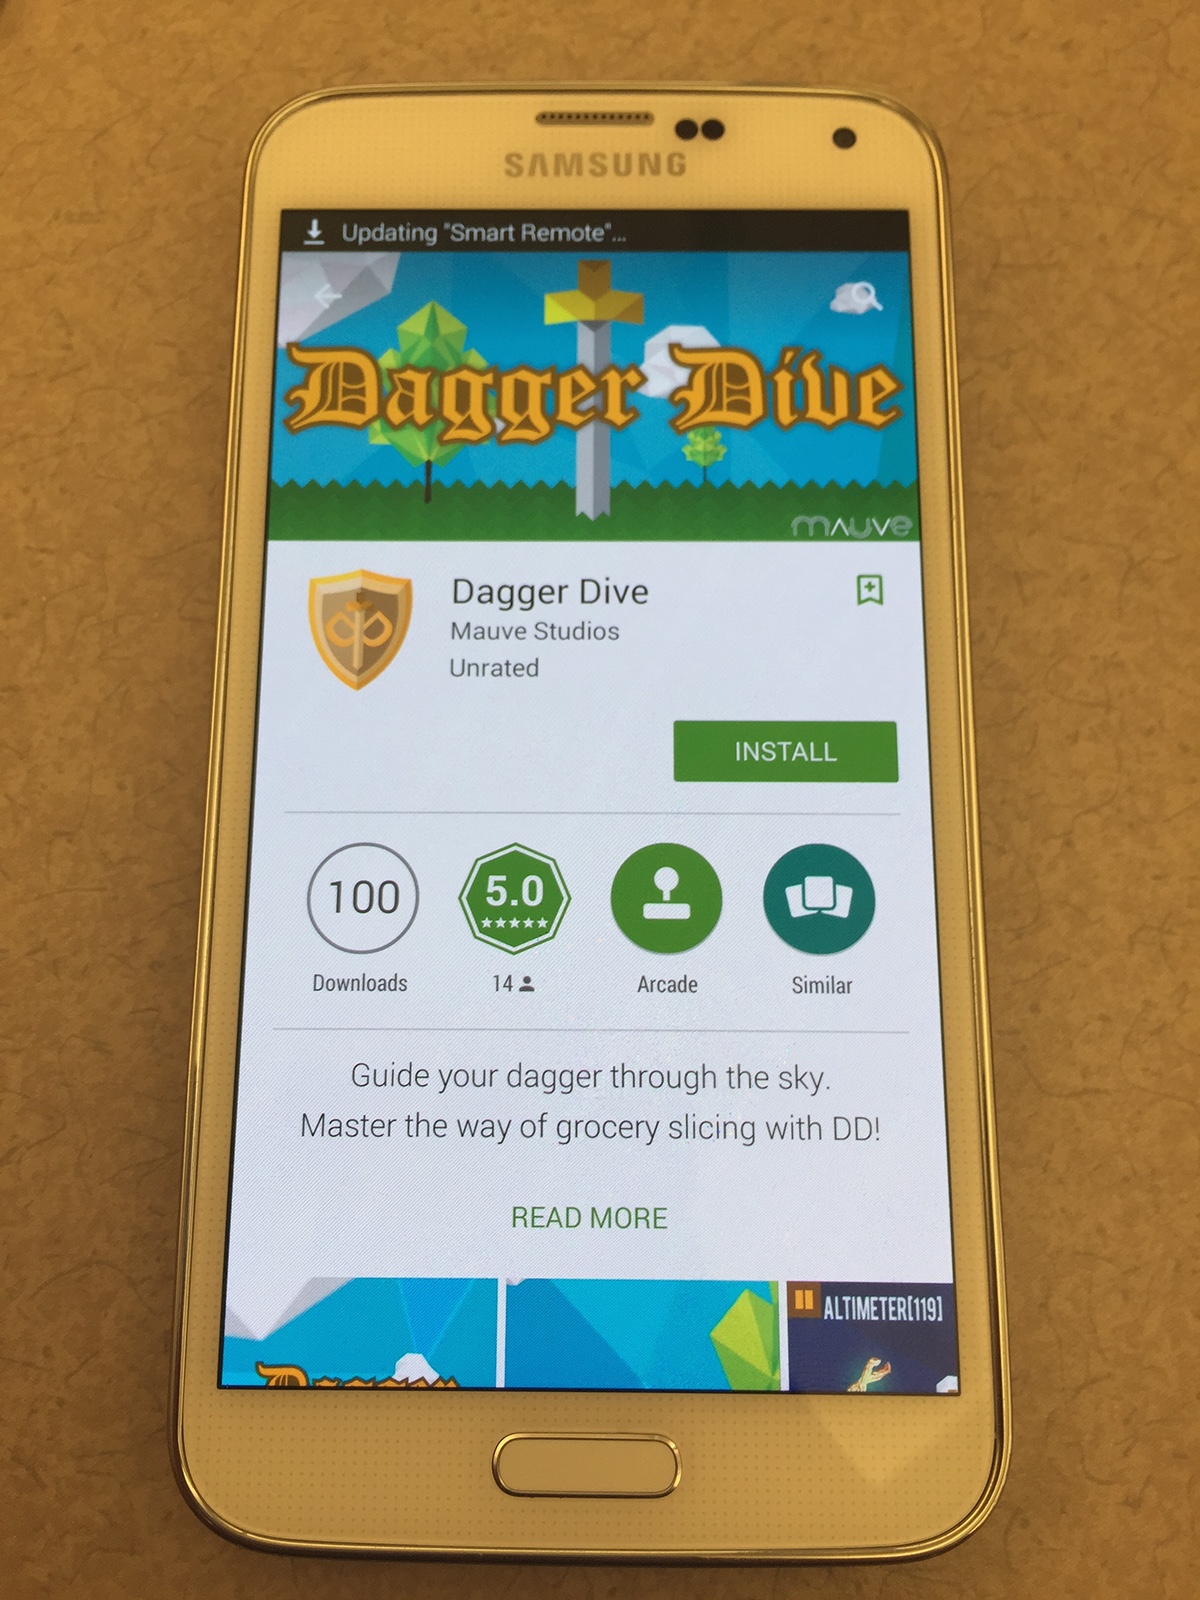 SAMSUNG
Updating "Smart Remote"...
Dagger Dive
mauve
Dagger Dive
Mauve Studios
Unrated
INSTALL
100
5.0
Downloads
14
Arcade
Similar
Guide your dagger through the sky.
Master the way of grocery slicing with DD!
READ MORE
ALTIMETER[119]
Dagger